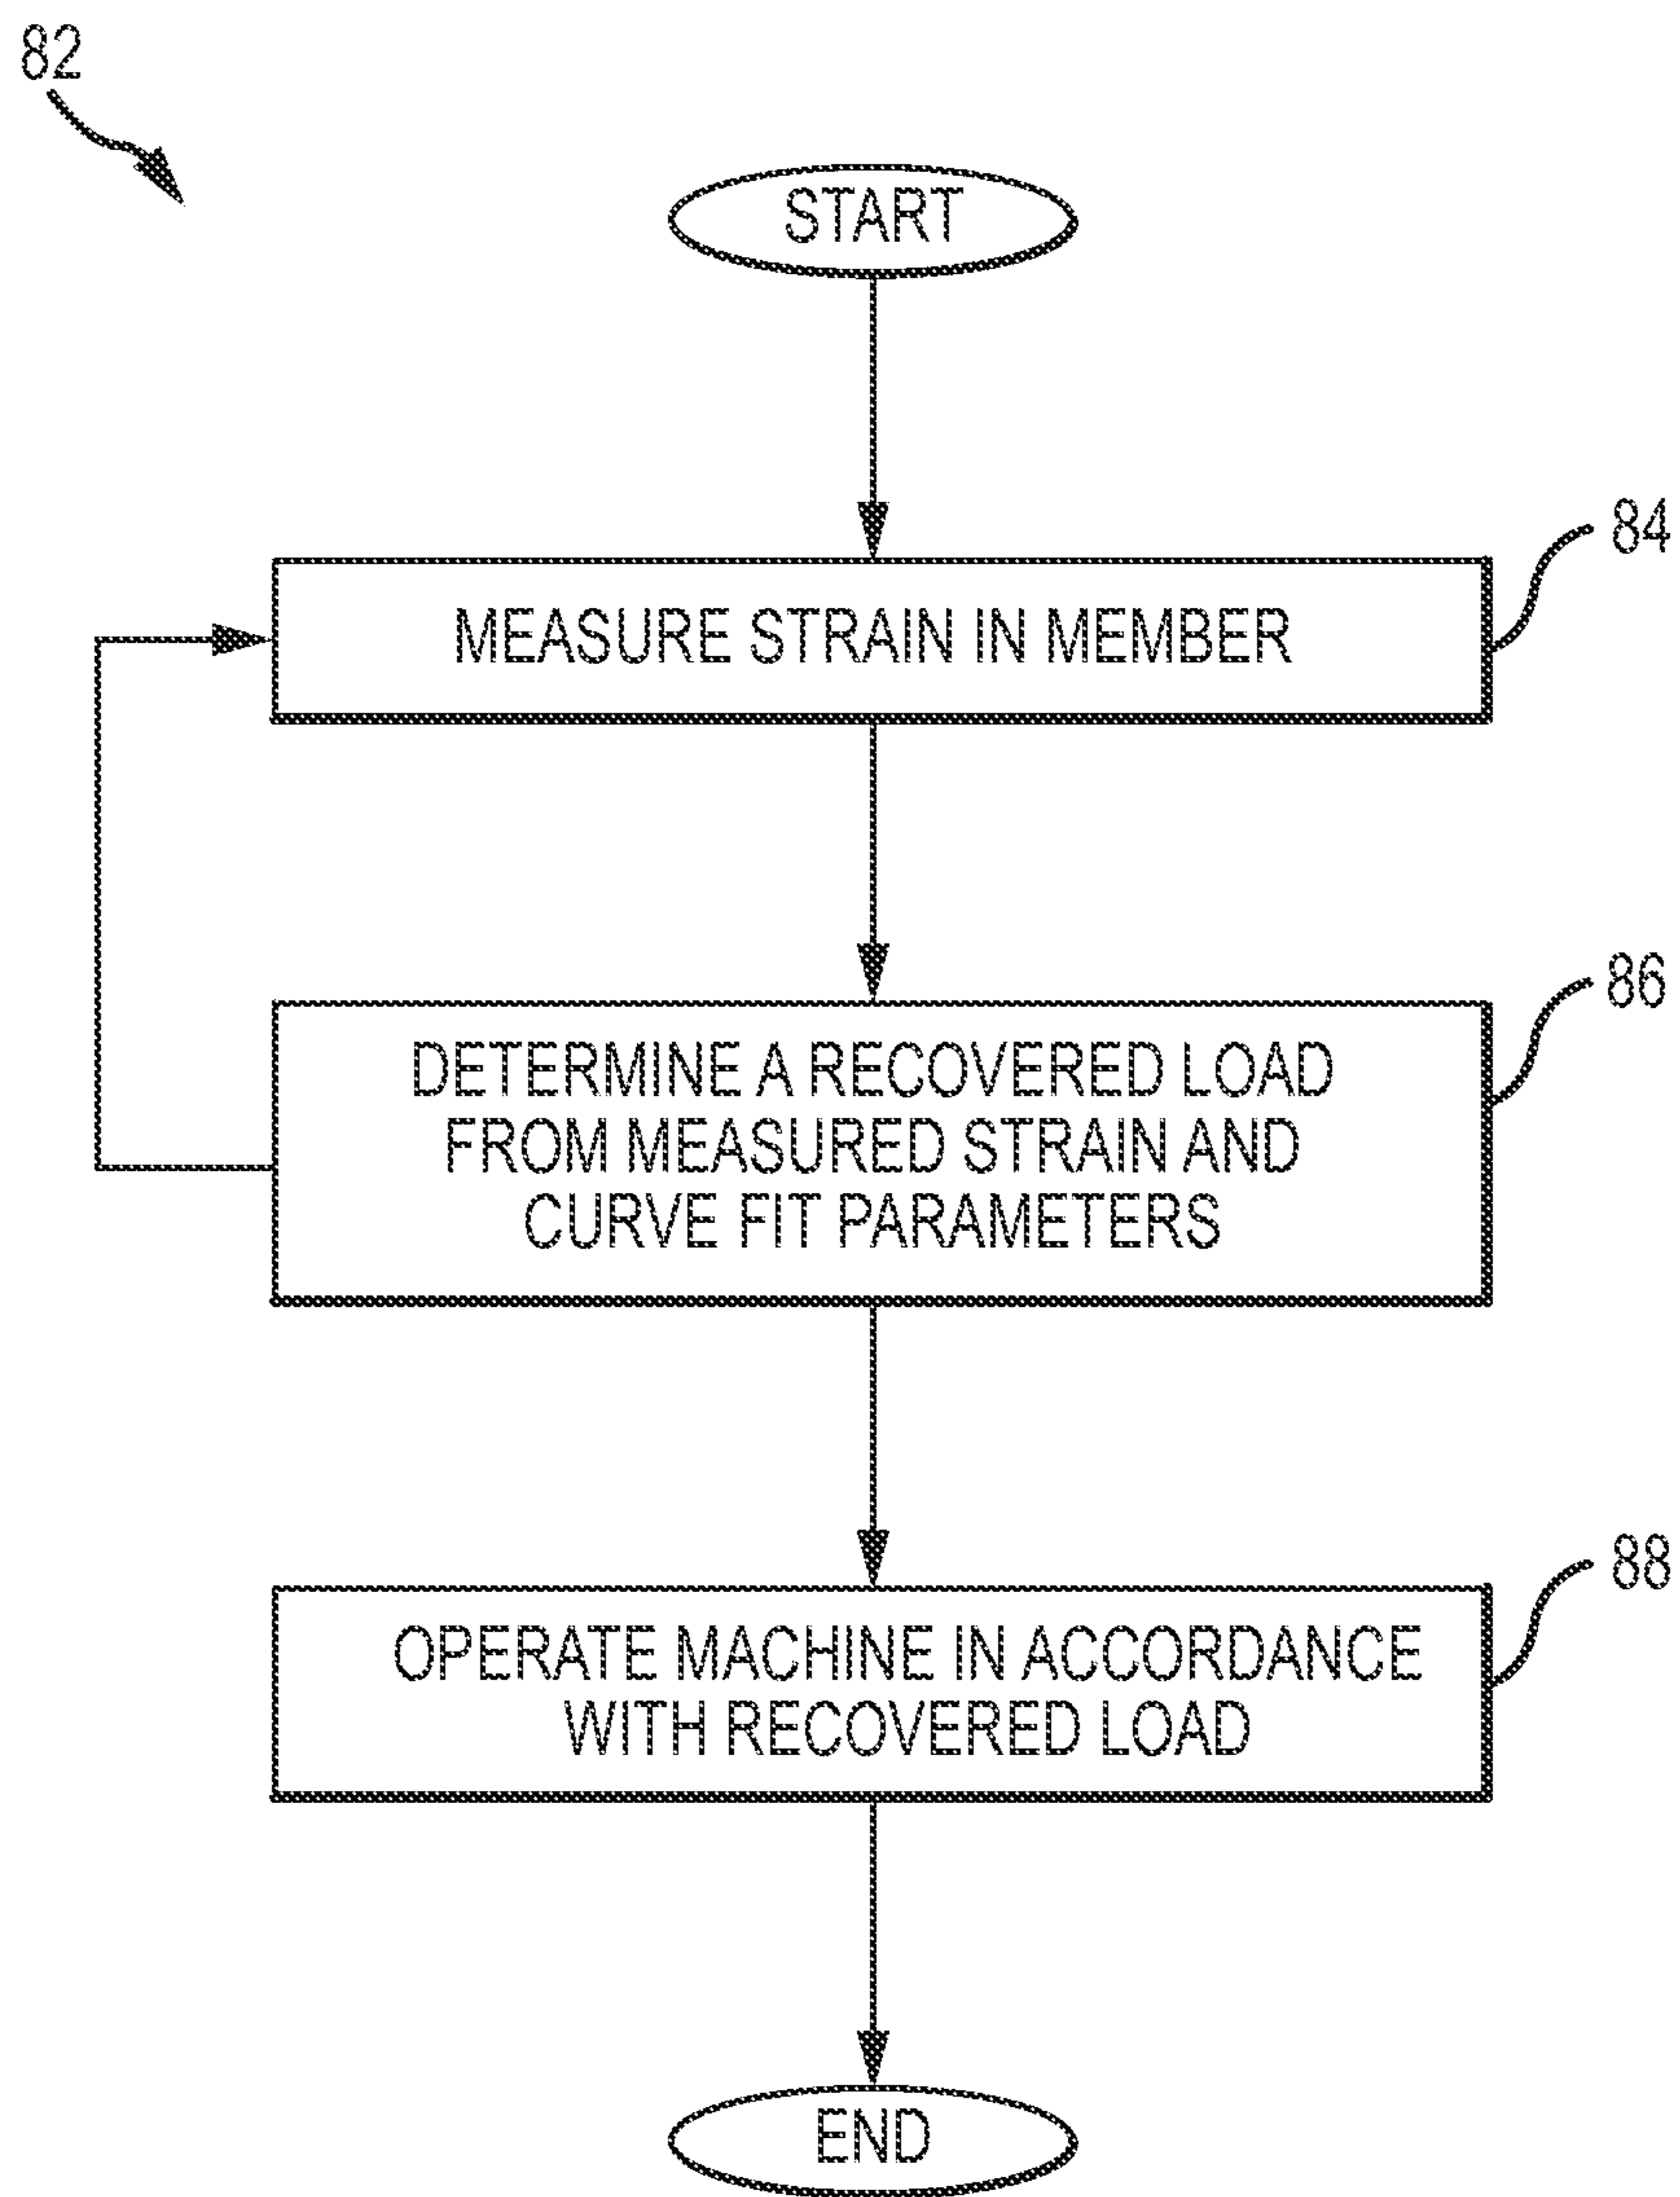 82
START
84
MEASURE STRAIN IN MEMBER
86
DETERMINE A RECOVERED LOAD
FROM MEASURED STRAIN AND
CURVE FIT PARAMETERS
88
OPERATE MACHINE IN ACCORDANCE
WITH RECOVERED LOAD
END